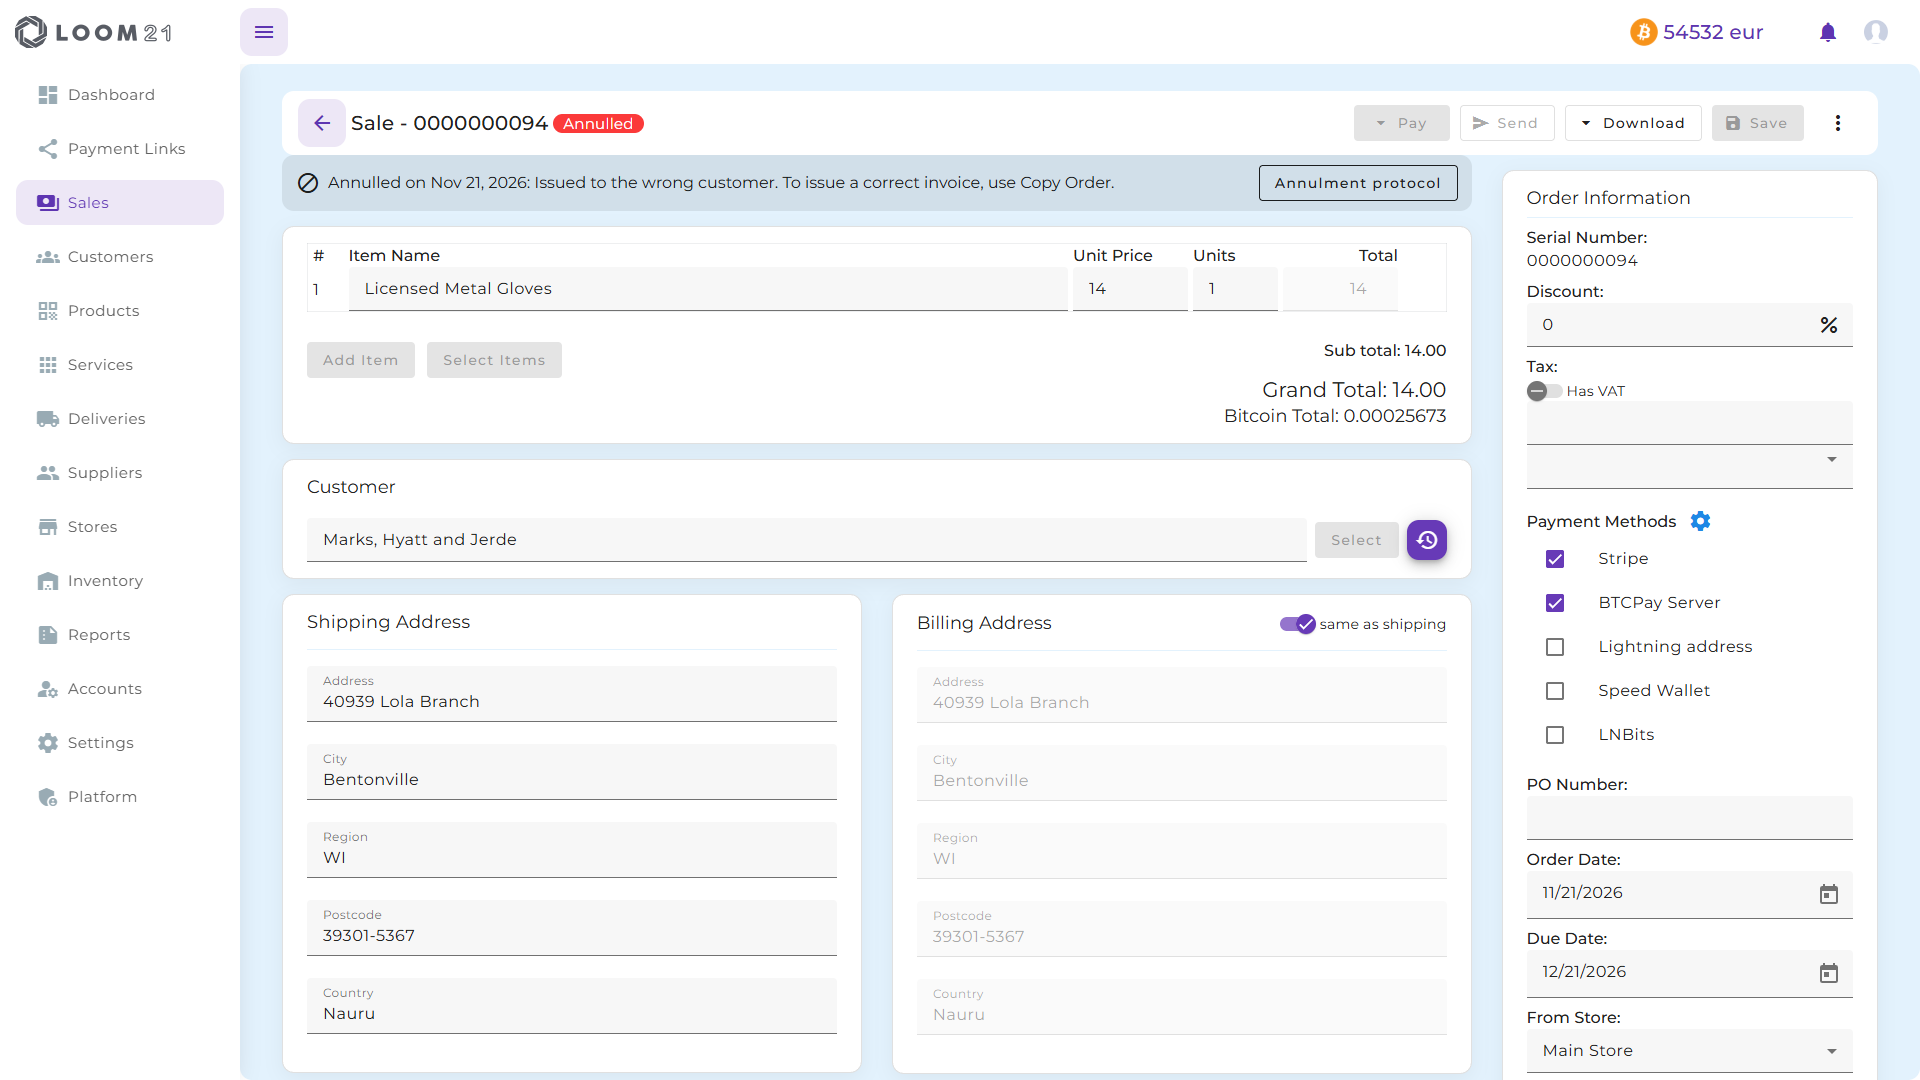 LOOM 21
54532 eur
Dashboard
Payment Links
Sales
Customers
Products
Services
Deliveries
Suppliers
Stores
Inventory
Reports
Accounts
Settings
Platform
Sale - 0000000094 Annulled
Pay
Send
Download
Save
Annulled on Nov 21, 2026: Issued to the wrong customer. To issue a correct invoice, use Copy Order.
Annulment protocol
# Item Name Unit Price Units Total
1 Licensed Metal Gloves 14 1 14
Add Item
Select Items
Sub total: 14.00
Grand Total: 14.00
Bitcoin Total: 0.00025673
Customer
Marks, Hyatt and Jerde
Select
Shipping Address
Address
40939 Lola Branch
City
Bentonville
Region
WI
Postcode
39301-5367
Country
Nauru
Billing Address
same as shipping
Address
40939 Lola Branch
City
Bentonville
Region
WI
Postcode
39301-5367
Country
Nauru
Order Information
Serial Number:
0000000094
Discount:
0
%
Tax:
Has VAT
Payment Methods
Stripe
BTCPay Server
Lightning address
Speed Wallet
LNBits
PO Number:
Order Date:
11/21/2026
Due Date:
12/21/2026
From Store:
Main Store